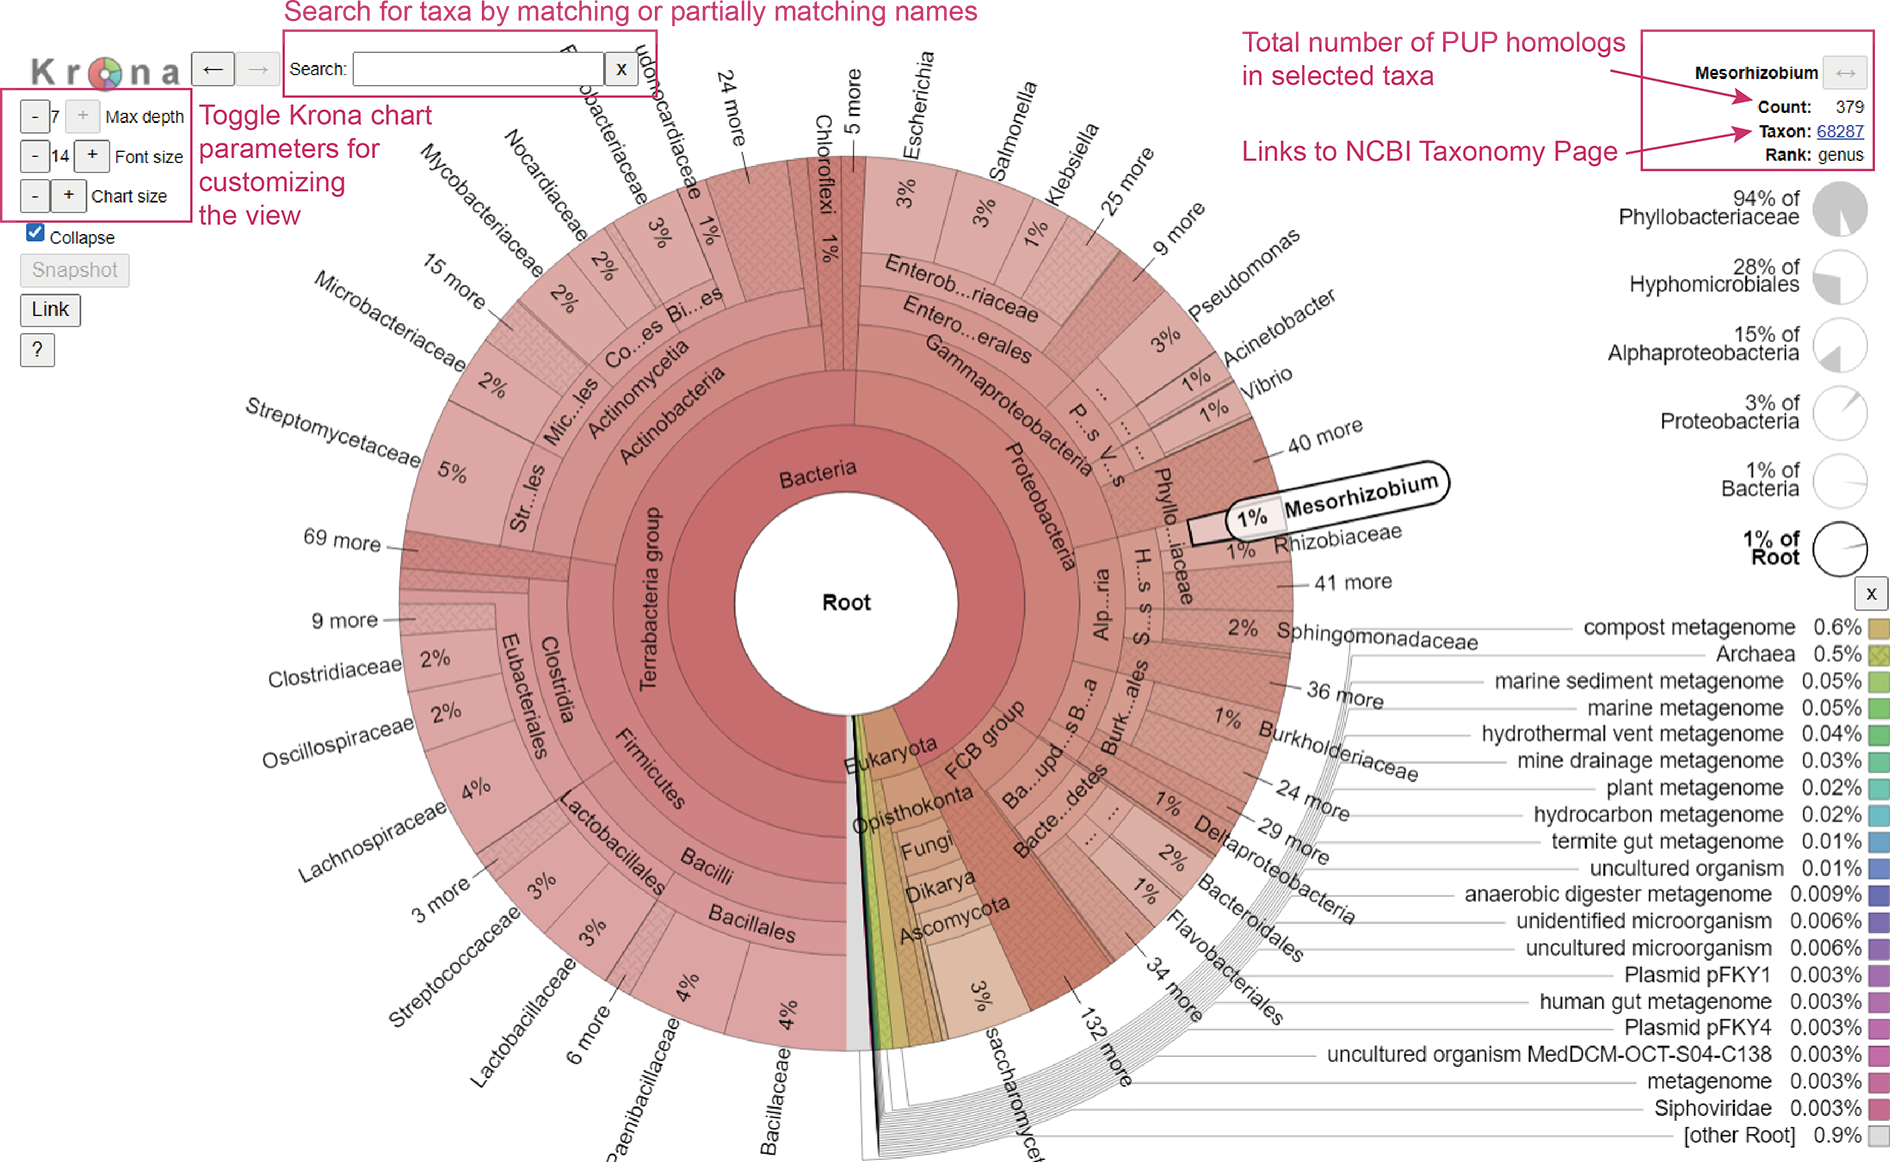 Search for taxa by matching or partially matching names
Krona
←
→
Search:
x
- 7 + Max depth
- 14 + Font size
- + Chart size
Collapse
Snapshot
Link
?
Toggle Krona chart
parameters for
customizing
the view
Total number of PUP homologs
in selected taxa
Links to NCBI Taxonomy Page
Mesorhizobium ↔
Count: 379
Taxon: 68287
Rank: genus
94% of
Phyllobacteriaceae
28% of
Hyphomicrobiales
15% of
Alphaproteobacteria
3% of
Proteobacteria
1% of
Bacteria
1% of
Root
x
24 more
Chloroflexi 1%
5 more
Escherichia 3%
Salmonella 3%
Klebsiella 1%
25 more
9 more
Pseudomonas 3%
Acinetobacter 1%
Vibrio 1%
40 more
1% Mesorhizobium
1% Rhizobiaceae
41 more
2% Sphingomonadaceae
36 more
1% Burkholderiaceae
24 more
29 more
1% Deltaproteobacteria
2% Bacteroidales
1% Flavobacteriales
34 more
132 more
3%
Bacillaceae 4%
Paenibacillaceae 4%
6 more
Lactobacillaceae 3%
Streptococcaceae 3%
3 more
Lachnospiraceae 4%
Oscillospiraceae 2%
Clostridiaceae 2%
9 more
69 more
Streptomycetaceae 5%
Microbacteriaceae 2%
15 more
Mycobacteriaceae 2%
Nocardiaceae 2%
3%
1%
Enterob...riaceae
Entero...erales
Gammaproteobacteria
P...s
V...s
Proteobacteria
Phyllo...iaceae
H...s
S...s
Alp...ria
B...a
Burk...ales
FCB group
Ba...upd...s
Bacte...detes
Eukaryota
Opisthokonta
Fungi
Dikarya
Ascomycota
Bacteria
Root
Terrabacteria group
Actinobacteria
Actinomycetia
Bi...es
Co...es
Mic...les
Str...les
Firmicutes
Clostridia
Eubacteriales
Bacilli
Lactobacillales
Bacillales
compost metagenome 0.6%
Archaea 0.5%
marine sediment metagenome 0.05%
marine metagenome 0.05%
hydrothermal vent metagenome 0.04%
mine drainage metagenome 0.03%
plant metagenome 0.02%
hydrocarbon metagenome 0.02%
termite gut metagenome 0.01%
uncultured organism 0.01%
anaerobic digester metagenome 0.009%
unidentified microorganism 0.006%
uncultured microorganism 0.006%
Plasmid pFKY1 0.003%
human gut metagenome 0.003%
Plasmid pFKY4 0.003%
uncultured organism MedDCM-OCT-S04-C138 0.003%
metagenome 0.003%
Siphoviridae 0.003%
[other Root] 0.9%